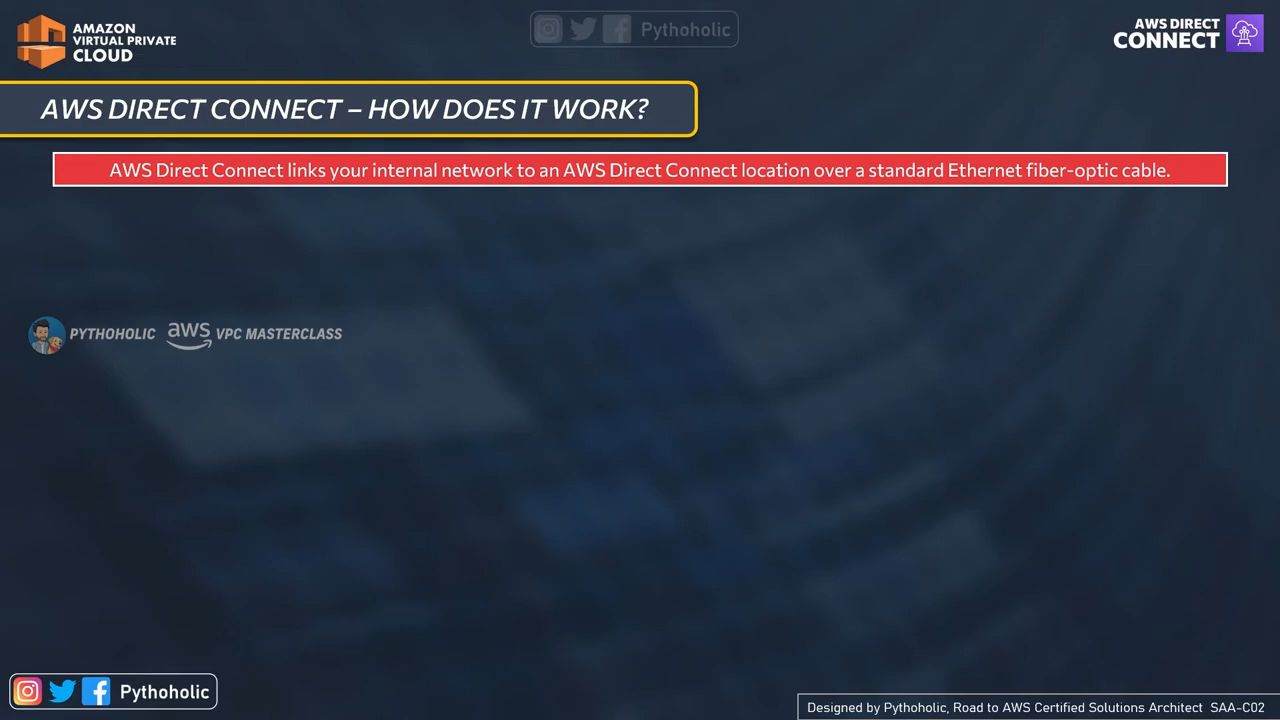 AMAZON
VIRTUAL PRIVATE
CLOUD
Pythoholic
AWS DIRECT
CONNECT
AWS DIRECT CONNECT – HOW DOES IT WORK?
AWS Direct Connect links your internal network to an AWS Direct Connect location over a standard Ethernet fiber-optic cable.
PYTHOHOLIC aws VPC MASTERCLASS
Pythoholic
Designed by Pythoholic, Road to AWS Certified Solutions Architect SAA-C02